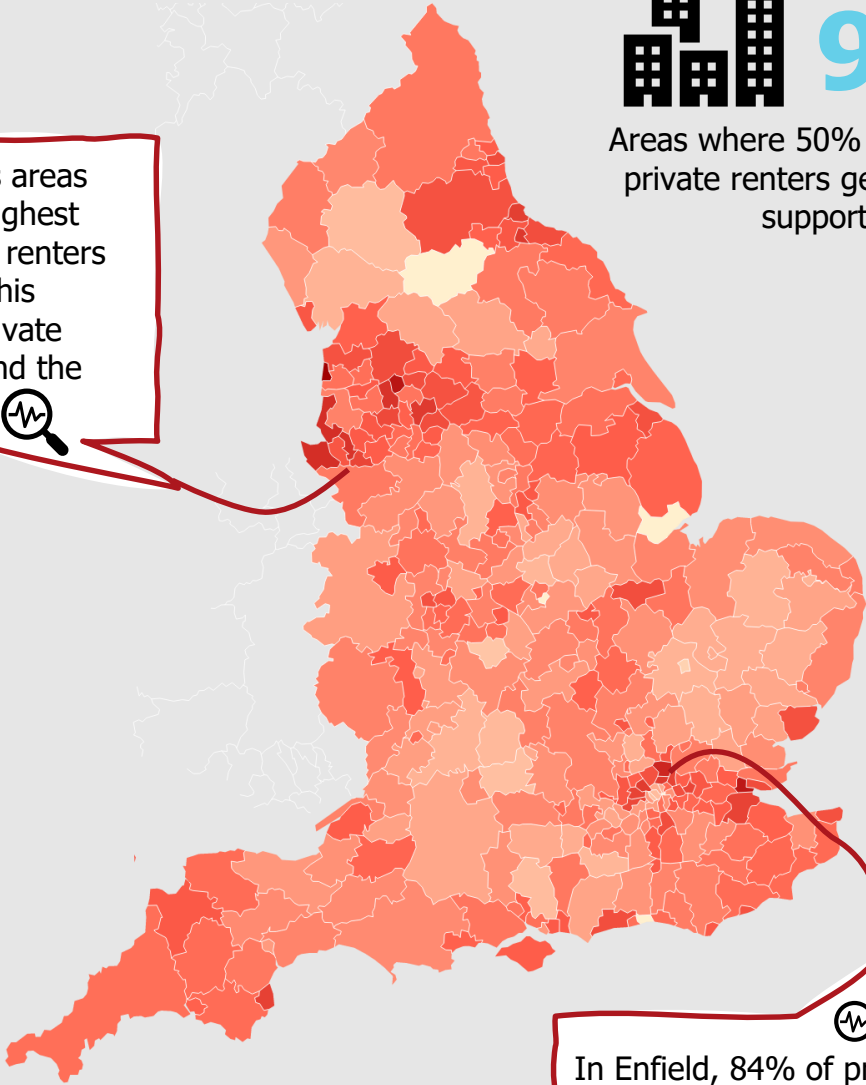 9
Areas where 50%
private renters ge
support
s areas
ghest
renters
his
vate
nd the
In Enfield, 84% of pr